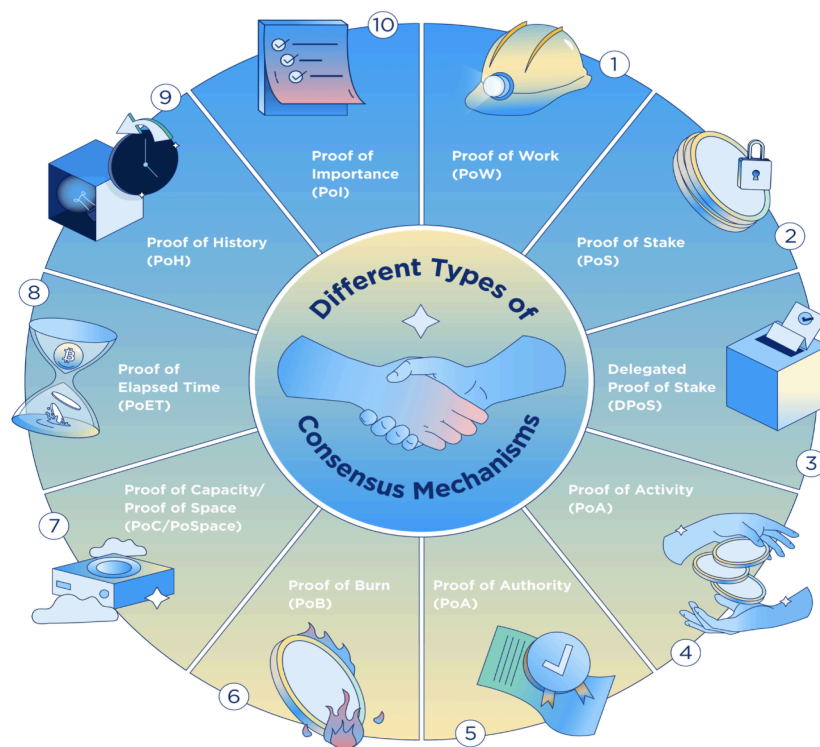 Different Types of
Consensus Mechanisms
1
Proof of Work
(PoW)
2
Proof of Stake
(PoS)
3
Delegated
Proof of Stake
(DPoS)
4
Proof of Activity
(PoA)
5
Proof of Authority
(PoA)
6
Proof of Burn
(PoB)
7
Proof of Capacity/
Proof of Space
(PoC/PoSpace)
8
Proof of
Elapsed Time
(PoET)
9
Proof of History
(PoH)
10
Proof of
Importance
(PoI)